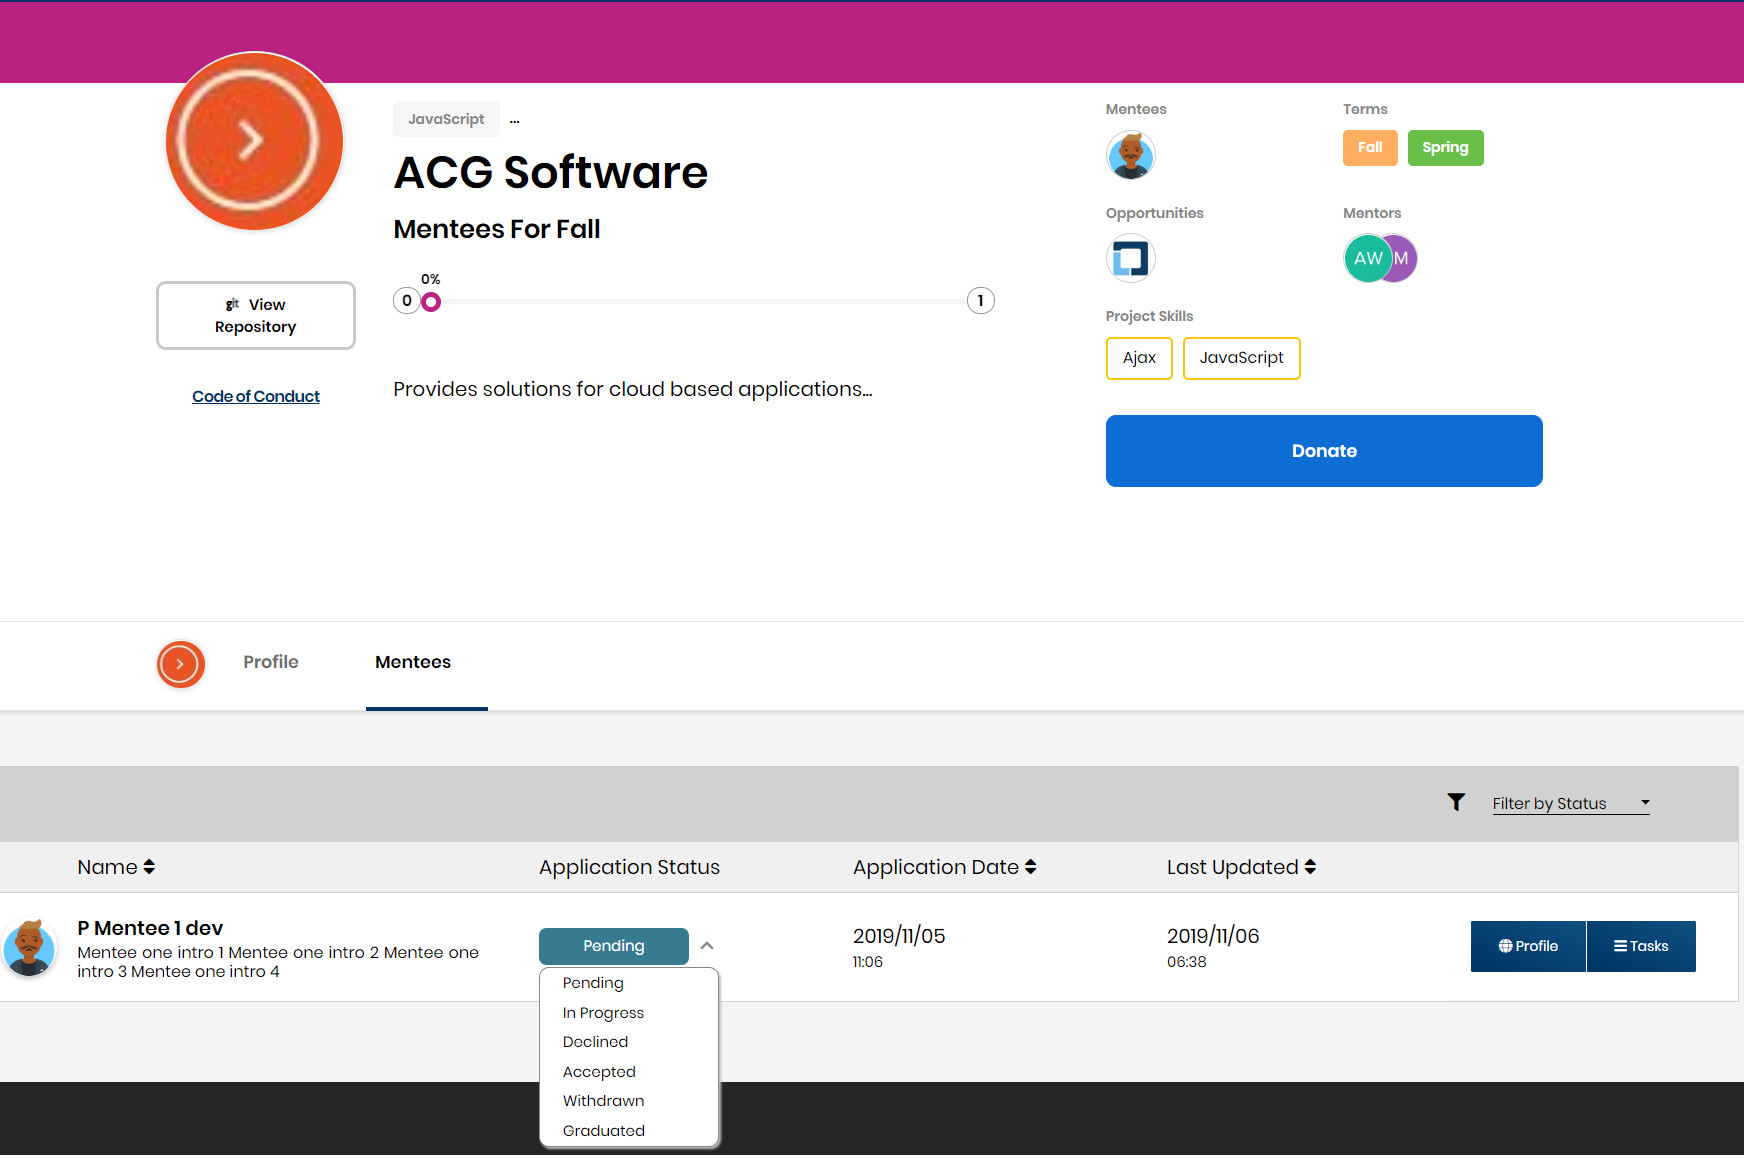 JavaScript ...
ACG Software
Mentees For Fall
0%
0
1
git View
Repository
Code of Conduct
Provides solutions for cloud based applications...
Mentees
Terms
Fall
Spring
Opportunities
Mentors
AW
M
Project Skills
Ajax
JavaScript
Donate
Profile
Mentees
Filter by Status
Name
Application Status
Application Date
Last Updated
P Mentee 1 dev
Mentee one intro 1 Mentee one intro 2 Mentee one
intro 3 Mentee one intro 4
Pending
2019/11/05
11:06
2019/11/06
06:38
Profile
Tasks
Pending
In Progress
Declined
Accepted
Withdrawn
Graduated